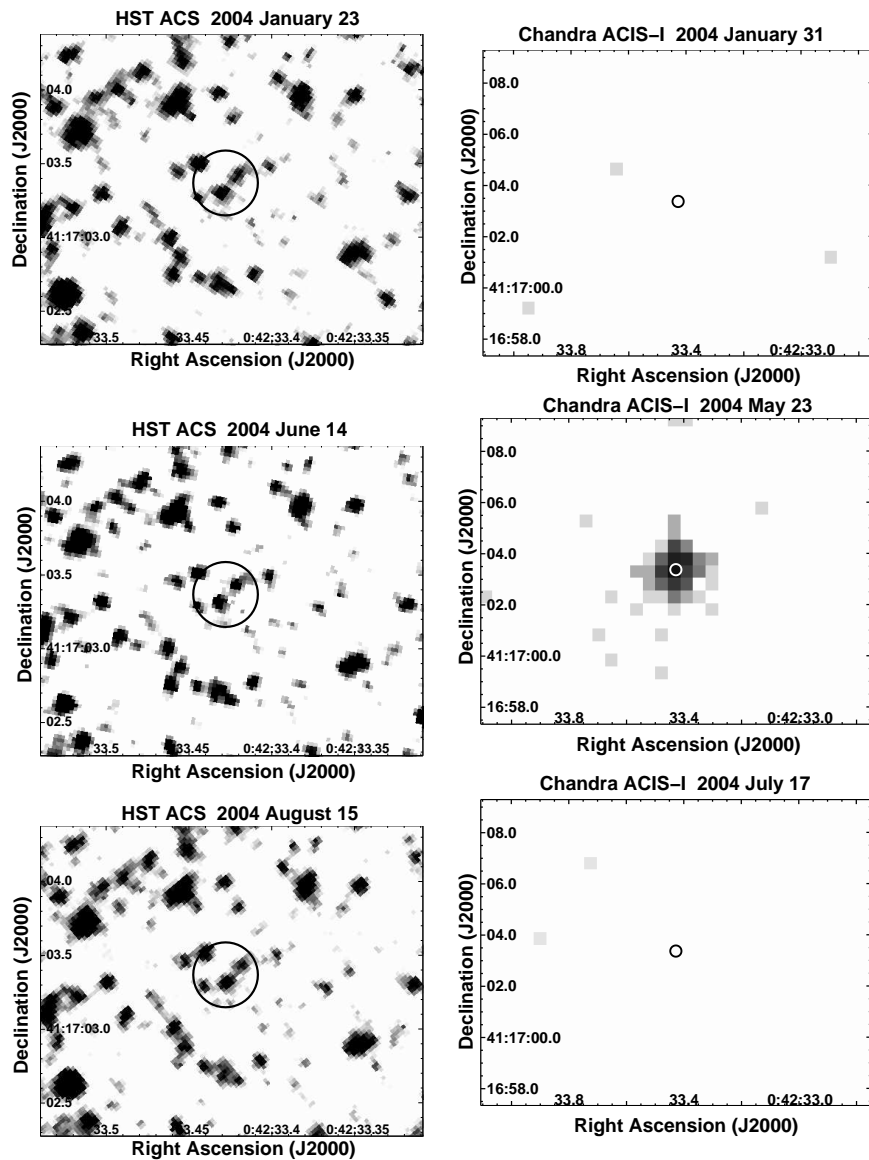 HST ACS 2004 January 23
Declination (J2000)
04.0
03.5
41:17:03.0
02.5
33.5
33.45
0:42:33.4
33.35
Right Ascension (J2000)
Chandra ACIS–I 2004 January 31
Declination (J2000)
08.0
06.0
04.0
02.0
41:17:00.0
16:58.0
33.8
33.4
0:42:33.0
Right Ascension (J2000)
HST ACS 2004 June 14
Declination (J2000)
04.0
03.5
41:17:03.0
02.5
33.5
33.45
0:42:33.4
0:42:33.35
Right Ascension (J2000)
Chandra ACIS–I 2004 May 23
Declination (J2000)
08.0
06.0
04.0
02.0
41:17:00.0
16:58.0
33.8
33.4
0:42:33.0
Right Ascension (J2000)
HST ACS 2004 August 15
Declination (J2000)
04.0
03.5
41:17:03.0
02.5
33.5
33.45
0:42:33.4
33.35
Right Ascension (J2000)
Chandra ACIS–I 2004 July 17
Declination (J2000)
08.0
06.0
04.0
02.0
41:17:00.0
16:58.0
33.8
33.4
0:42:33.0
Right Ascension (J2000)